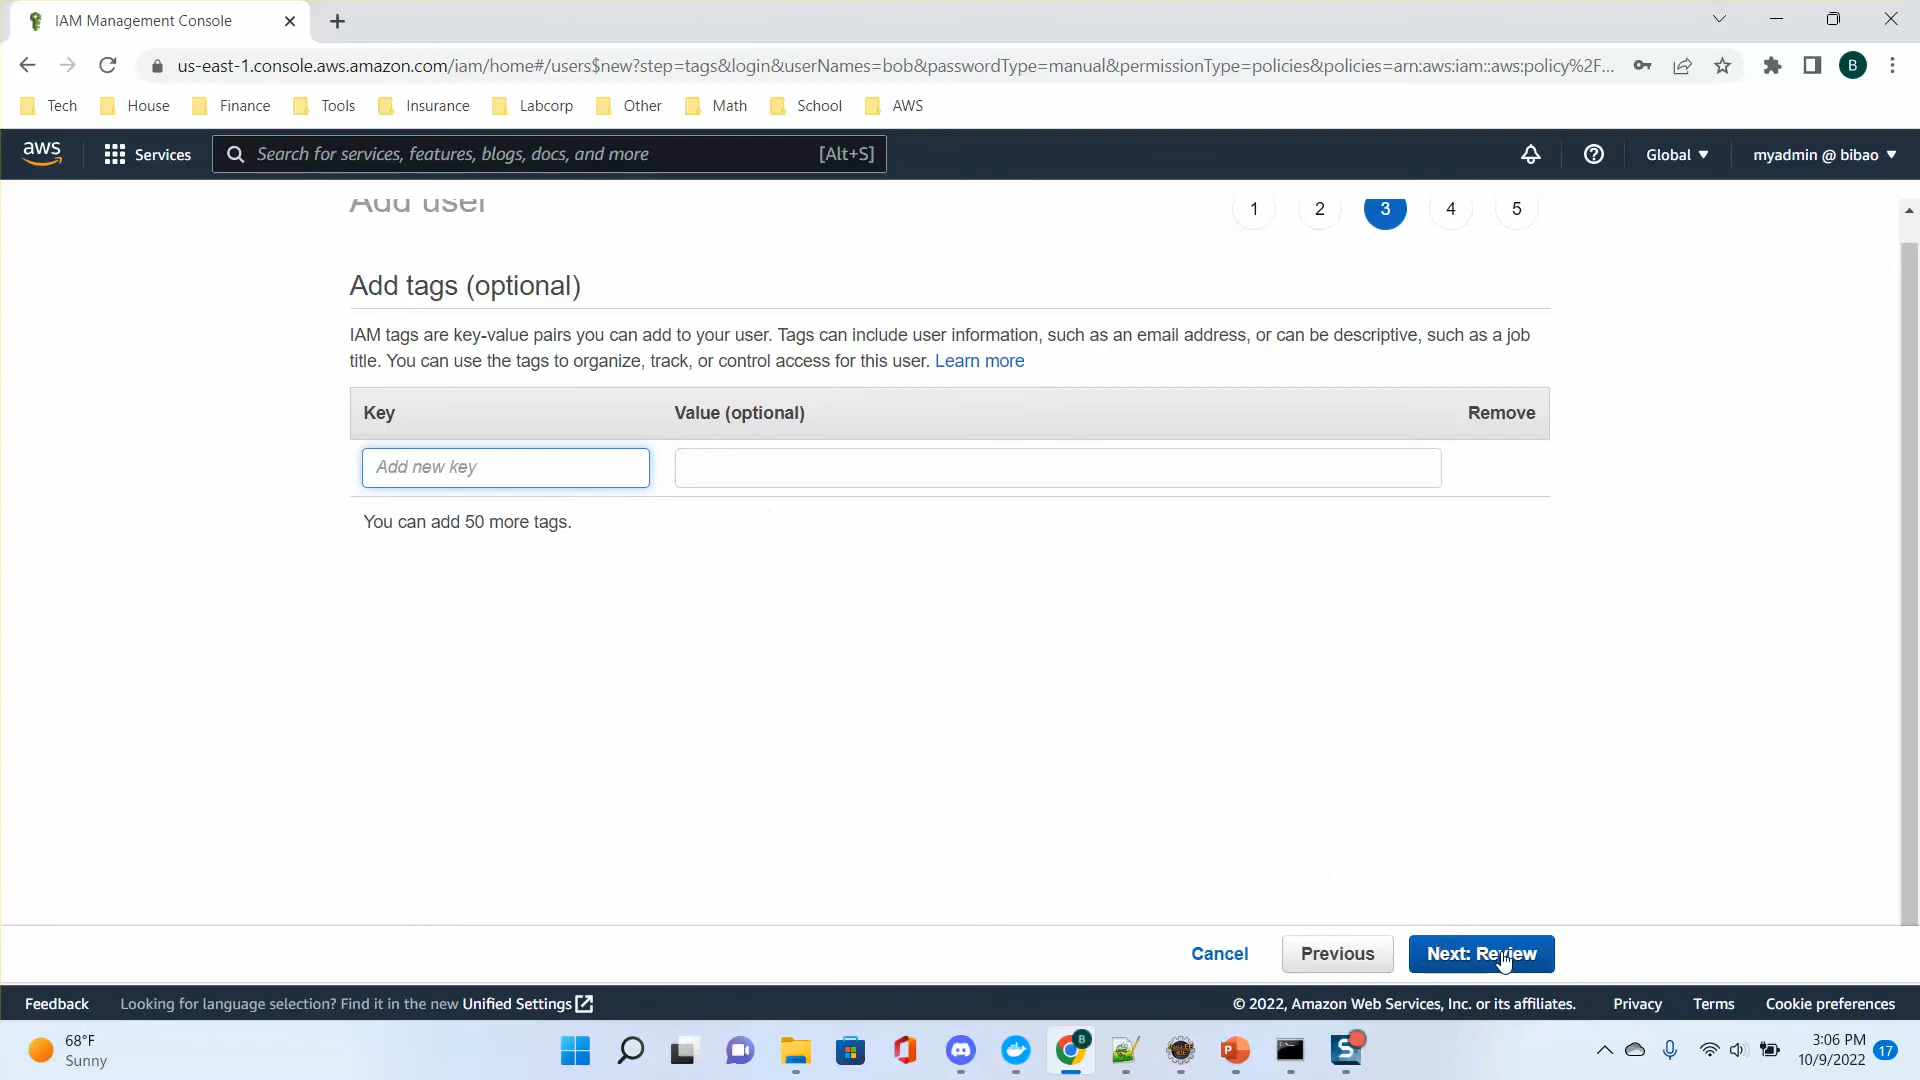 IAM Management Console
us-east-1.console.aws.amazon.com/iam/home#/users$new?step=tags&login&userNames=bob&passwordType=manual&permissionType=policies&policies=arn:aws:iam::aws:policy%2F...
B
Tech House Finance Tools Insurance Labcorp Other Math School AWS
aws Services Search for services, features, blogs, docs, and more [Alt+S] Global myadmin @ bibao
Add user 1 2 3 4 5
Add tags (optional)
IAM tags are key-value pairs you can add to your user. Tags can include user information, such as an email address, or can be descriptive, such as a job
title. You can use the tags to organize, track, or control access for this user. Learn more
Key Value (optional) Remove
Add new key
You can add 50 more tags.
Cancel Previous Next: Review
Feedback Looking for language selection? Find it in the new Unified Settings © 2022, Amazon Web Services, Inc. or its affiliates. Privacy Terms Cookie preferences
68°F
Sunny
3:06 PM
10/9/2022 17